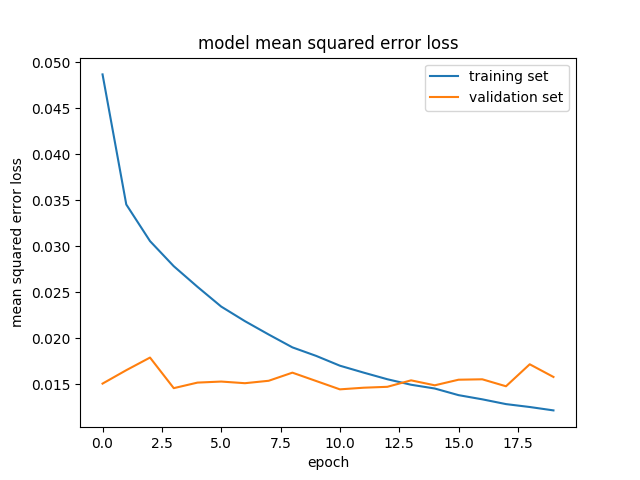 model mean squared error loss
training set
validation set
0.050
0.045
0.040
0.035
0.030
0.025
0.020
0.015
mean squared error loss
0.0 2.5 5.0 7.5 10.0 12.5 15.0 17.5
epoch